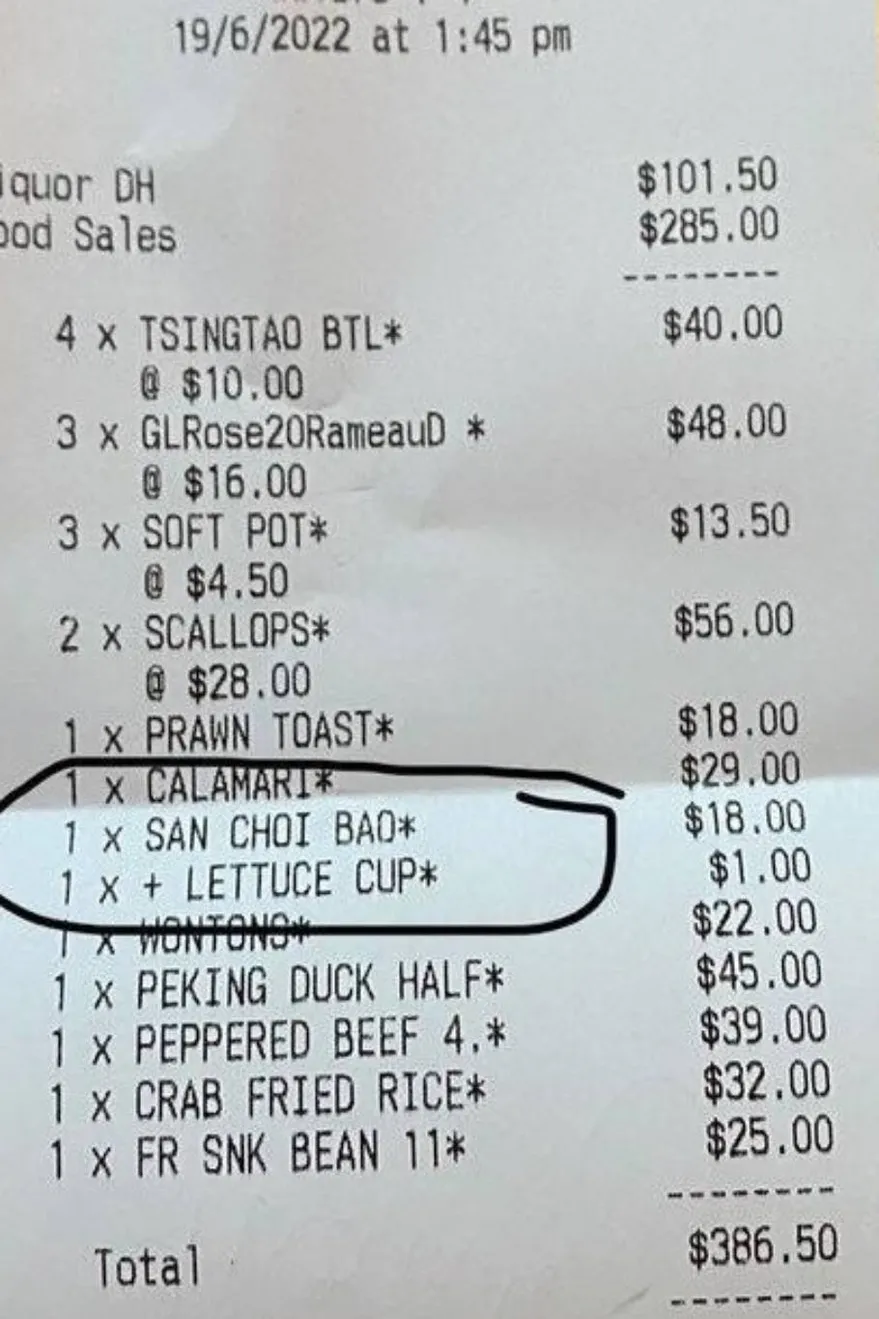 19/6/2022 at 1:45 pm
iquor DH $101.50
ood Sales $285.00
--------
4 x TSINGTAO BTL* $40.00
@ $10.00
3 x GLRose20RameauD * $48.00
@ $16.00
3 x SOFT POT* $13.50
@ $4.50
2 x SCALLOPS* $56.00
@ $28.00
1 x PRAWN TOAST* $18.00
1 x CALAMARI* $29.00
1 x SAN CHOI BAO* $18.00
1 x + LETTUCE CUP* $1.00
1 x WONTONS* $22.00
1 x PEKING DUCK HALF* $45.00
1 x PEPPERED BEEF 4.* $39.00
1 x CRAB FRIED RICE* $32.00
1 x FR SNK BEAN 11* $25.00
--------
Total $386.50
--------